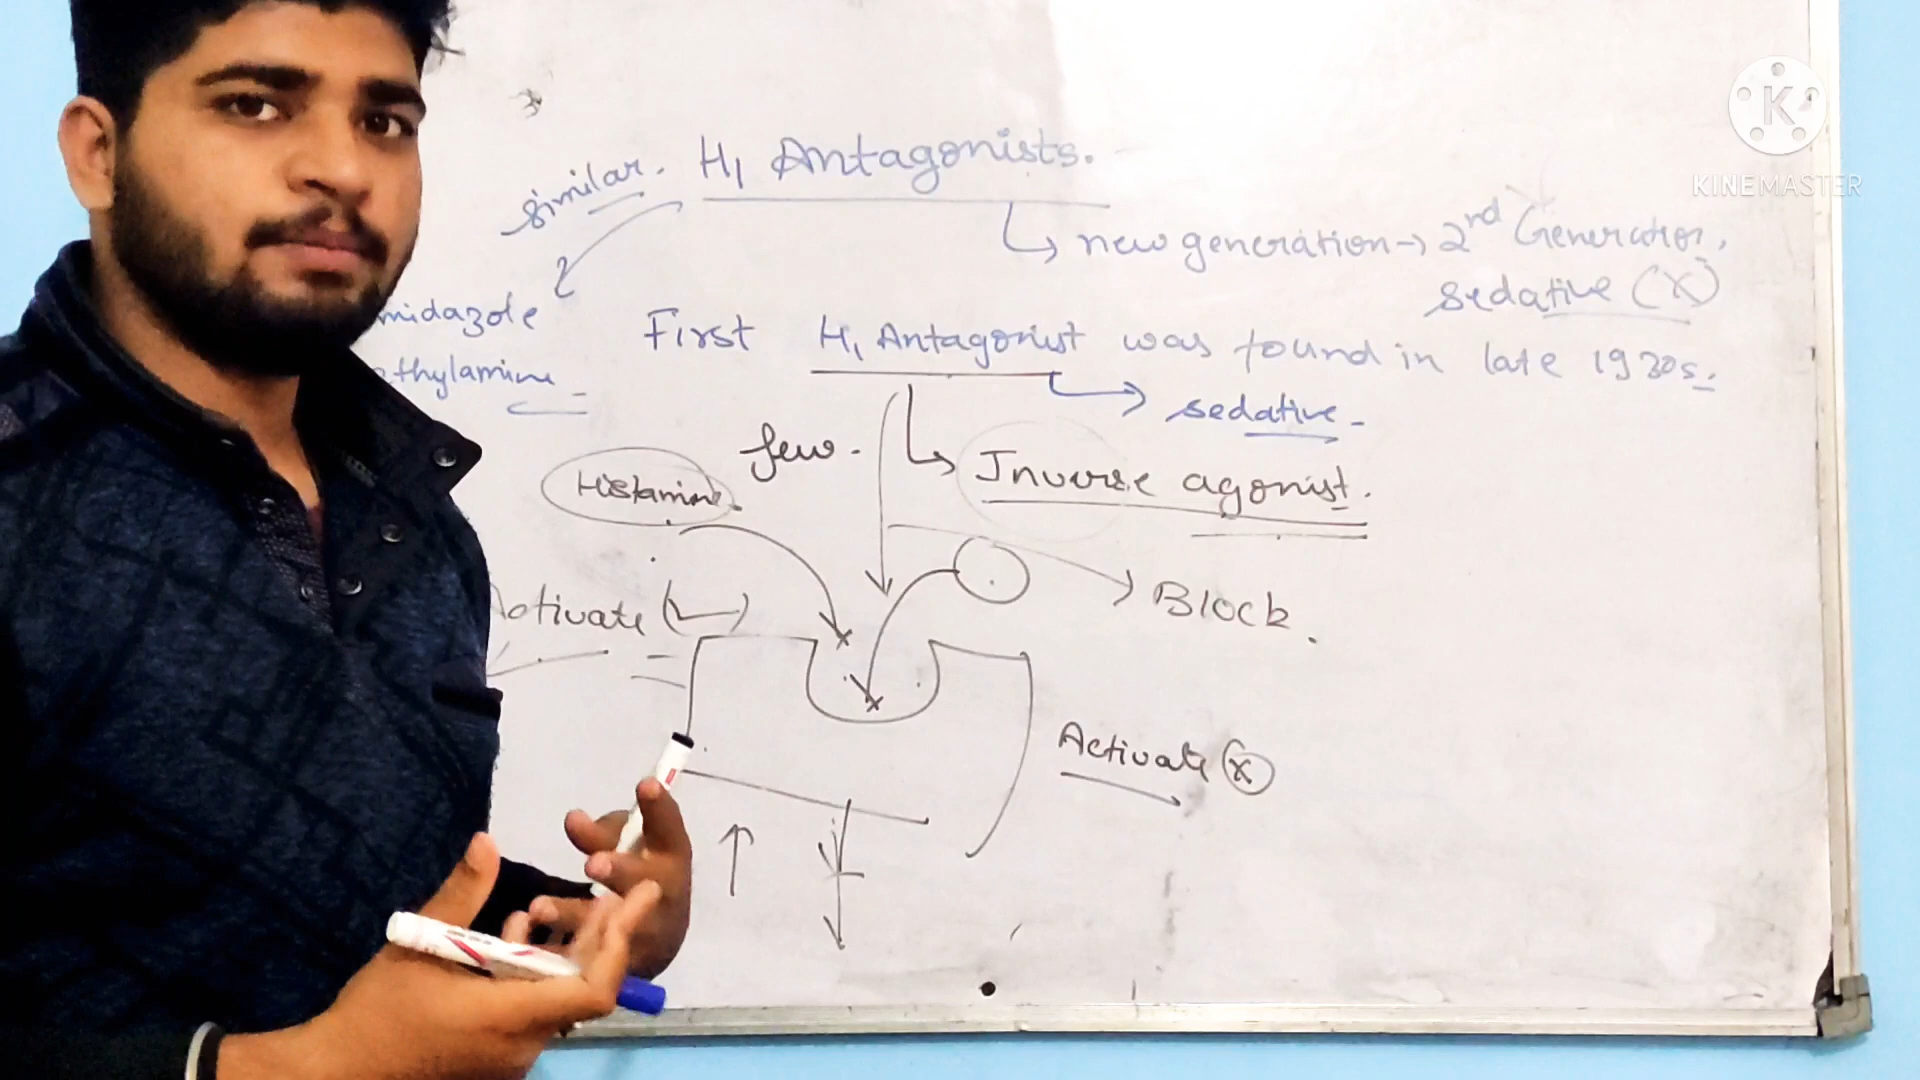 similar. H1 Antagonists.
new generation → 2nd Generation.
sedative (X)
midazole
First H1 Antagonist was found in late 1930s.
thylamine
sedative
few.
Inverse agonist.
Histamine
Block.
Activate (✓)
Activate (x)
K
KINEMASTER